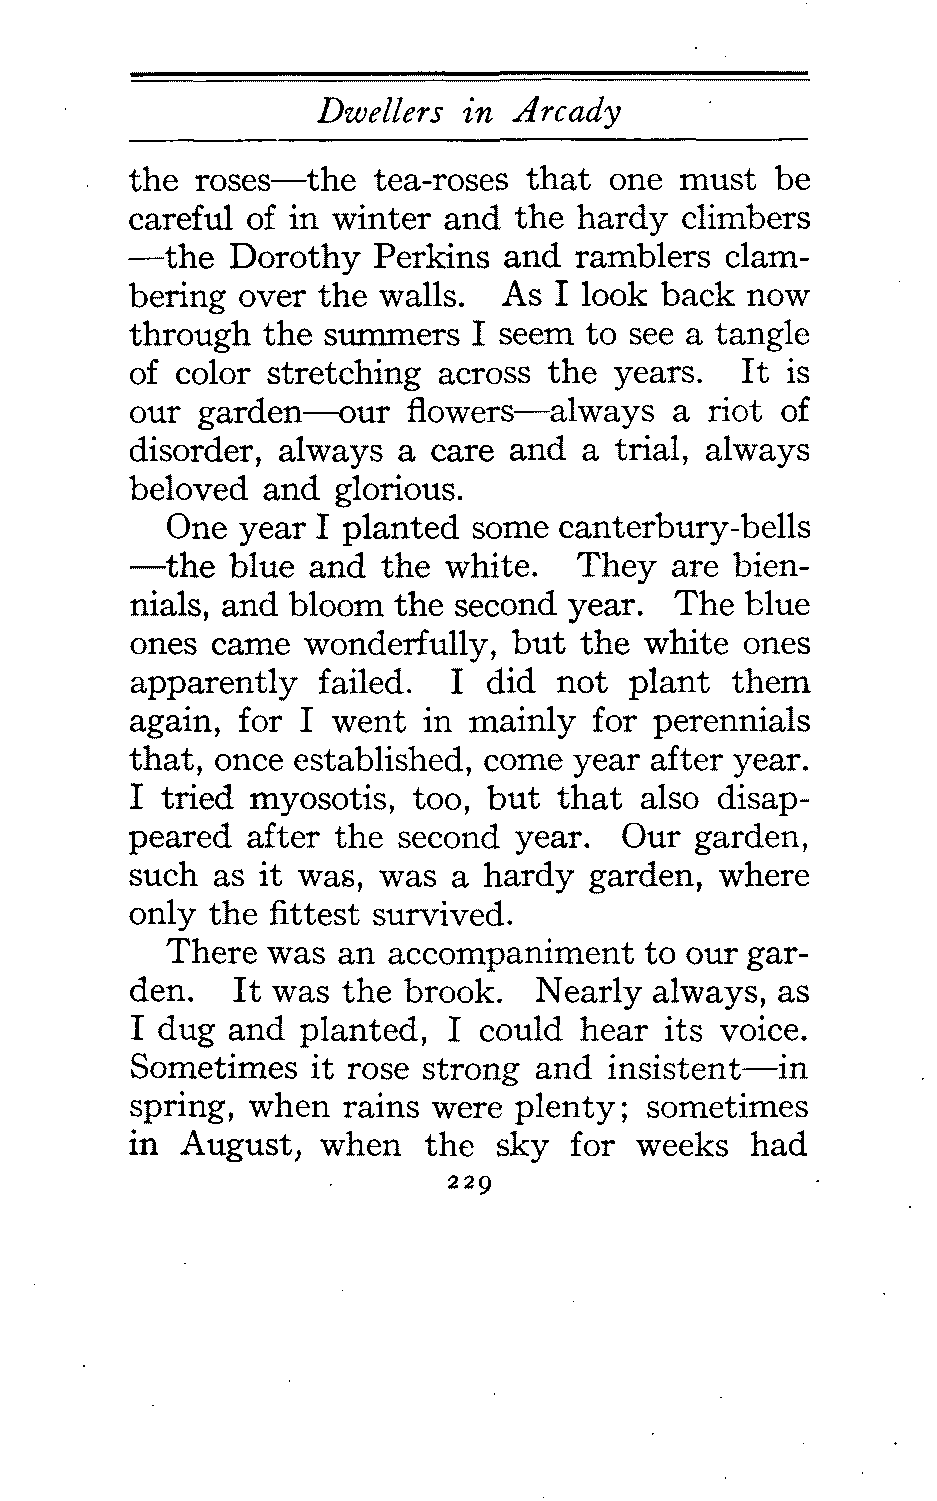 Dwellers in Arcady
the roses—the tea-roses that one must be
careful of in winter and the hardy climbers
—the Dorothy Perkins and ramblers clam-
bering over the walls. As I look back now
through the summers I seem to see a tangle
of color stretching across the years. It is
our garden—our flowers—always a riot of
disorder, always a care and a trial, always
beloved and glorious.
One year I planted some canterbury-bells
—the blue and the white. They are bien-
nials, and bloom the second year. The blue
ones came wonderfully, but the white ones
apparently failed. I did not plant them
again, for I went in mainly for perennials
that, once established, come year after year.
I tried myosotis, too, but that also disap-
peared after the second year. Our garden,
such as it was, was a hardy garden, where
only the fittest survived.
There was an accompaniment to our gar-
den. It was the brook. Nearly always, as
I dug and planted, I could hear its voice.
Sometimes it rose strong and insistent—in
spring, when rains were plenty; sometimes
in August, when the sky for weeks had
229